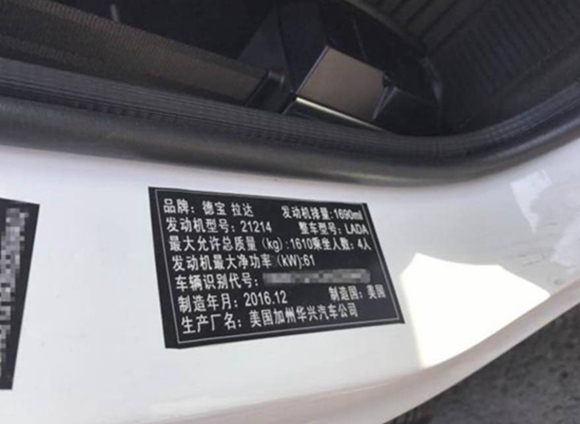 品牌: 德宝 拉达 发动机排量: 1690ml
发动机型号: 21214 整车型号: LADA
最大允许总质量 (kg):1610乘坐人数: 4人
发动机最大净功率:(kW):61
车辆识别代号:
制造年月: 2016.12 制造国: 美国
生产厂名: 美国加州华兴汽车公司